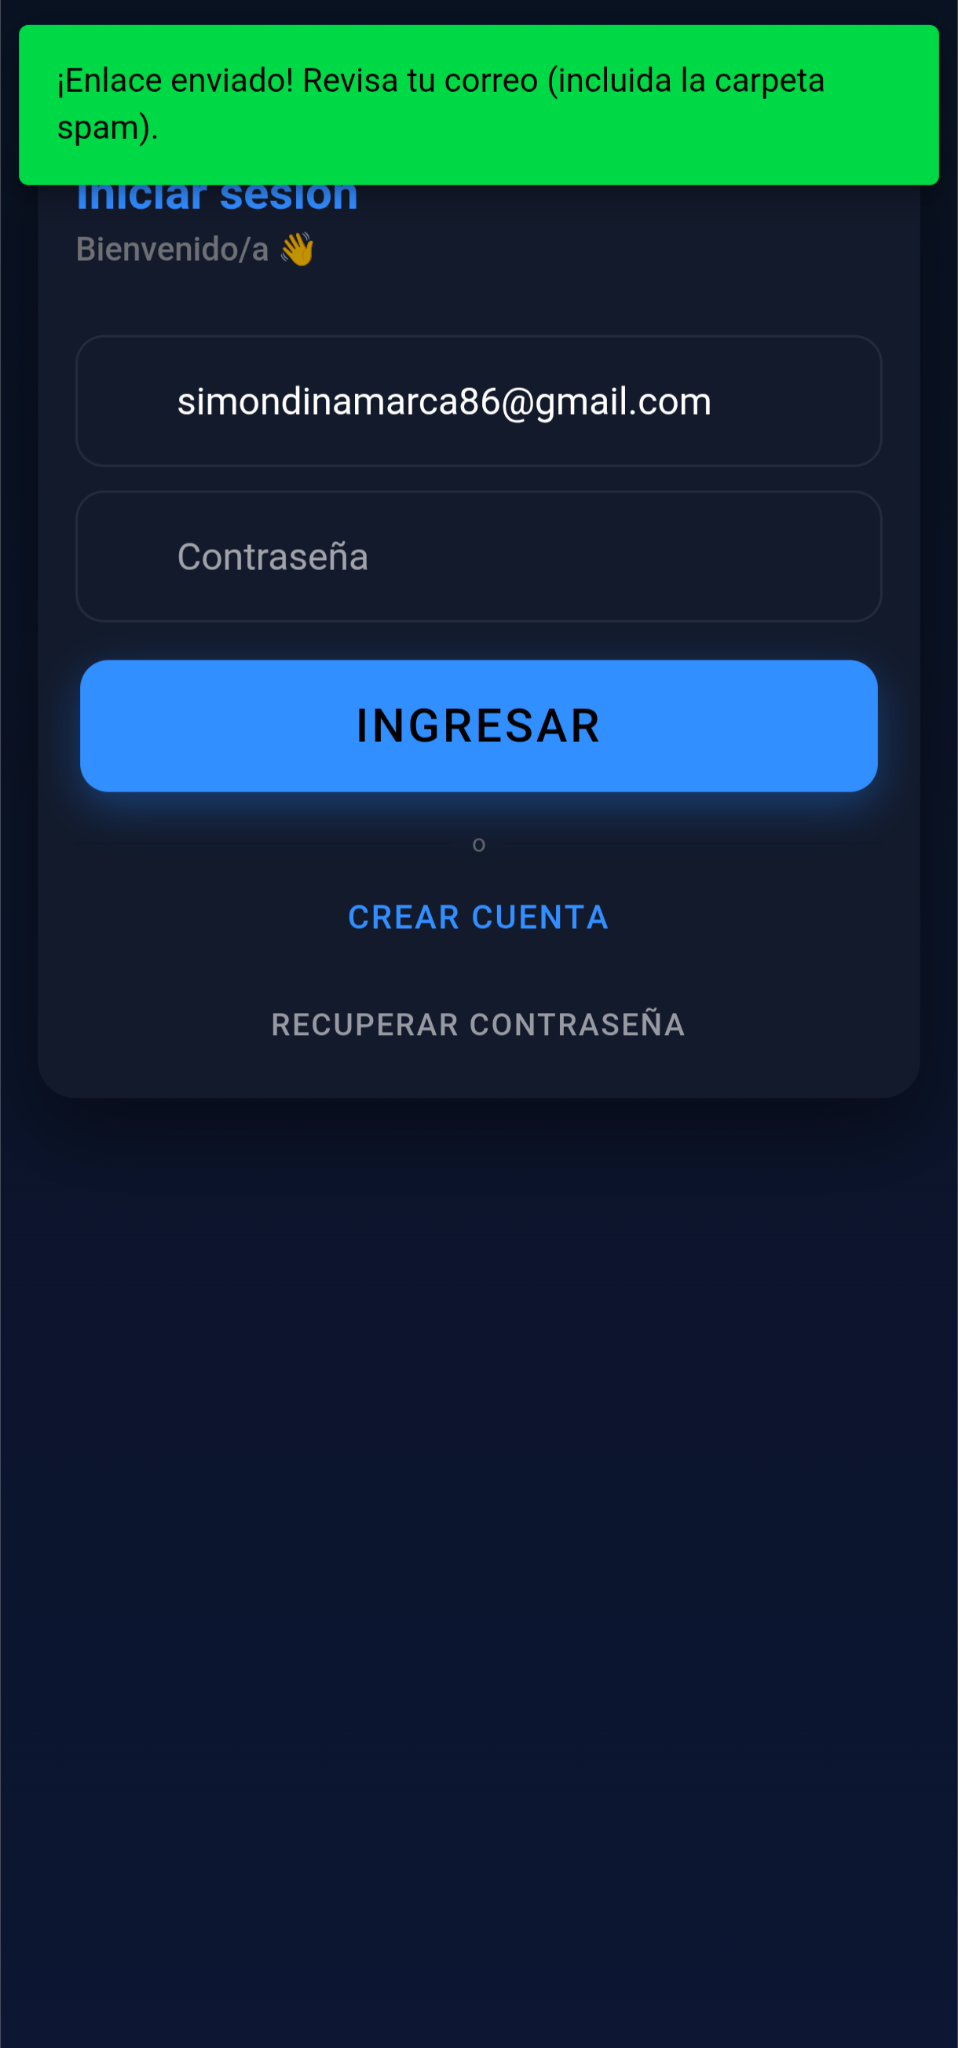 ¡Enlace enviado! Revisa tu correo (incluida la carpeta
spam).
Iniciar sesión
Bienvenido/a 👋
simondinamarca86@gmail.com
Contraseña
INGRESAR
o
CREAR CUENTA
RECUPERAR CONTRASEÑA